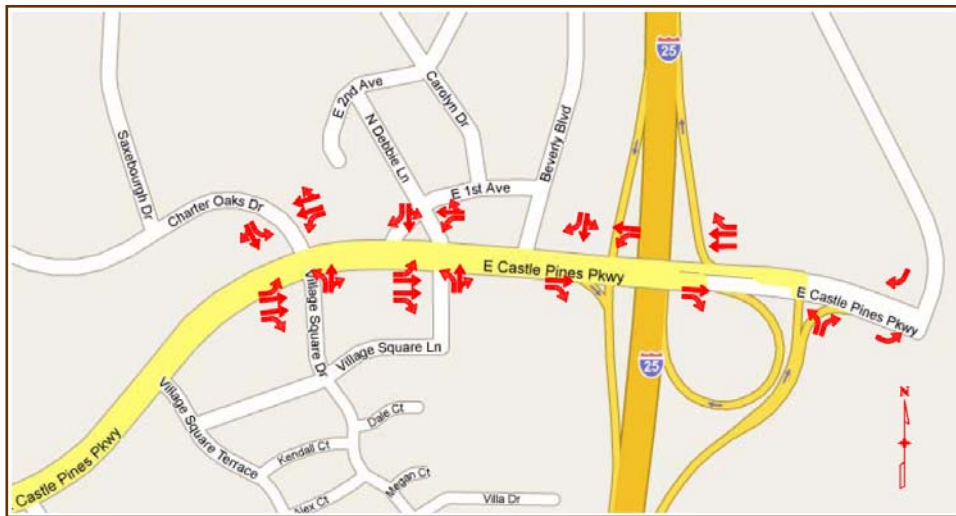 25
E 2nd Ave
Carolyn Dr
N Debbie Ln
Saxebourgh Dr
Beverly Blvd
E 1st Ave
Charter Oaks Dr
E Castle Pines Pkwy
E Castle Pines Pkwy
Village Square Dr
Village Square Ln
25
Village Square Terrace
Dale Ct
Kendall Ct
Megan Ct
N
Castle Pines Pkwy
Alex Ct
Villa Dr